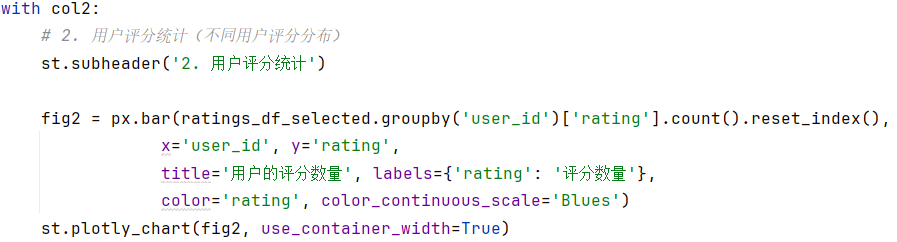 with col2:
    # 2. 用户评分统计（不同用户评分分布）
    st.subheader('2. 用户评分统计')
    fig2 = px.bar(ratings_df_selected.groupby('user_id')['rating'].count().reset_index(),
                x='user_id', y='rating',
                title='用户的评分数量', labels={'rating': '评分数量'},
                color='rating', color_continuous_scale='Blues')
    st.plotly_chart(fig2, use_container_width=True)